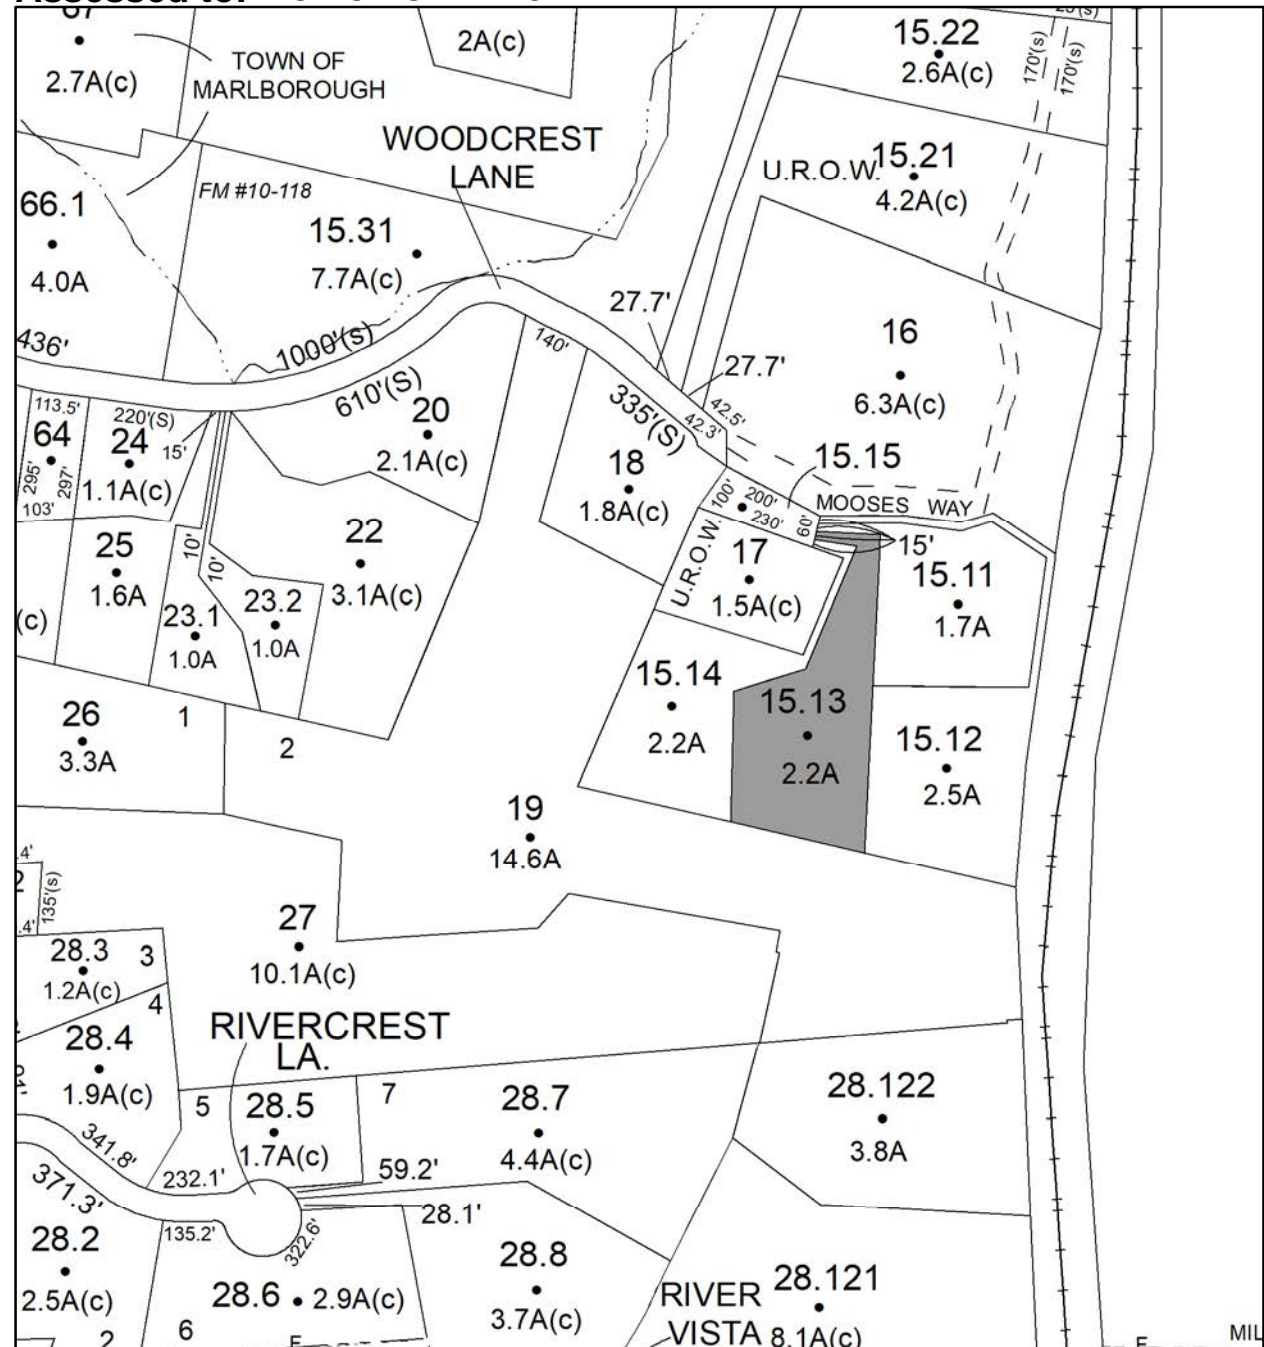 Assessed to:
67
2.7A(c)
TOWN OF
MARLBOROUGH
2A(c)
WOODCREST
LANE
15.22
2.6A(c)
170'(s)
170'(s)
U.R.O.W.
15.21
4.2A(c)
66.1
4.0A
FM #10-118
15.31
7.7A(c)
27.7'
16
6.3A(c)
436'
1000'(s)
610'(S)
140'
335'(S)
27.7'
42.5'
42.3'
113.5'
220'(S)
64
24
15'
295'
297'
1.1A(c)
103'
20
2.1A(c)
18
1.8A(c)
15.15
100'
200'
230'
60'
MOOSES WAY
15'
25
1.6A
10'
10'
22
3.1A(c)
U.R.O.W.
17
1.5A(c)
15.11
1.7A
(c)
23.1
1.0A
23.2
1.0A
15.14
2.2A
15.13
2.2A
15.12
2.5A
26
3.3A
1
2
19
14.6A
135'(s)
27
10.1A(c)
28.3
3
1.2A(c)
4
28.4
1.9A(c)
RIVERCREST
LA.
5
28.5
1.7A(c)
7
28.7
4.4A(c)
28.122
3.8A
341.8'
371.3'
232.1'
59.2'
135.2'
322.6'
28.1'
28.2
2.5A(c)
28.6
2.9A(c)
6
2
28.8
3.7A(c)
RIVER
VISTA
28.121
8.1A(c)
F
F
MIL